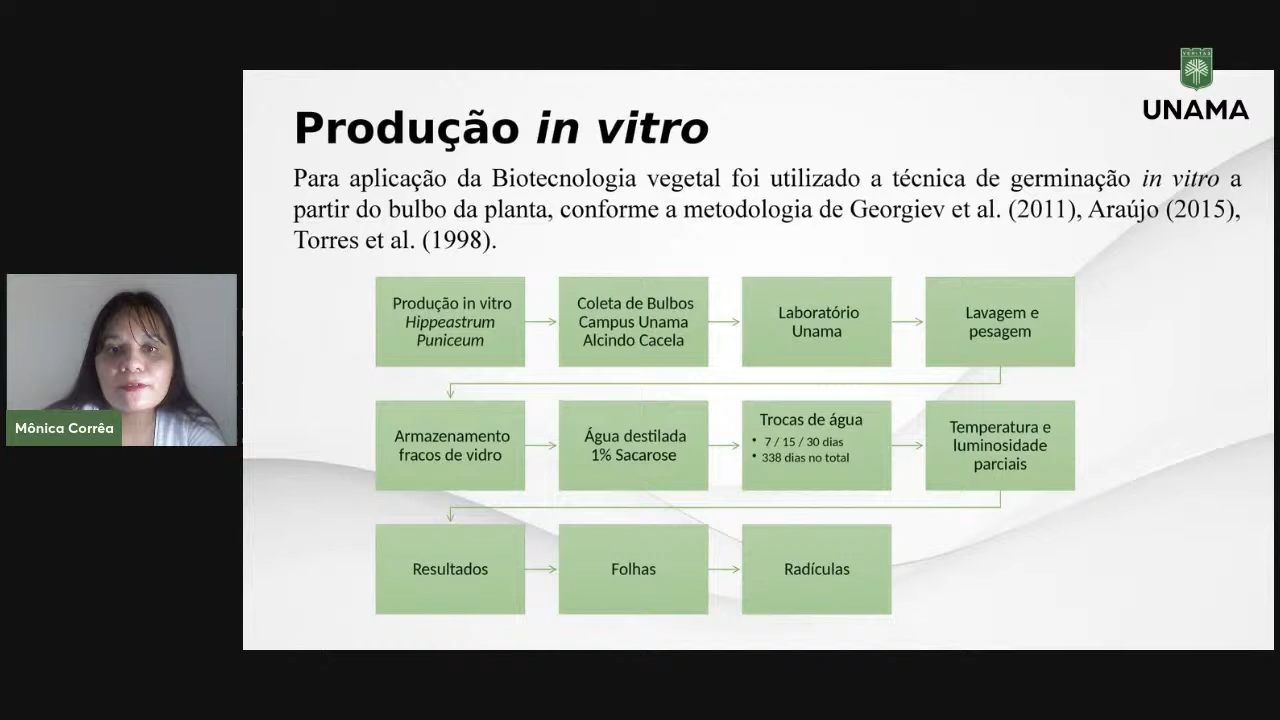 UNAMA
Produção in vitro
Para aplicação da Biotecnologia vegetal foi utilizado a técnica de germinação in vitro a
partir do bulbo da planta, conforme a metodologia de Georgiev et al. (2011), Araújo (2015),
Torres et al. (1998).
Produção in vitro
Hippeastrum
Puniceum
Coleta de Bulbos
Campus Unama
Alcindo Cacela
Laboratório
Unama
Lavagem e
pesagem
Armazenamento
fracos de vidro
Água destilada
1% Sacarose
Trocas de água
• 7 / 15 / 30 dias
• 338 dias no total
Temperatura e
luminosidade
parciais
Resultados
Folhas
Radículas
Mônica Corrêa